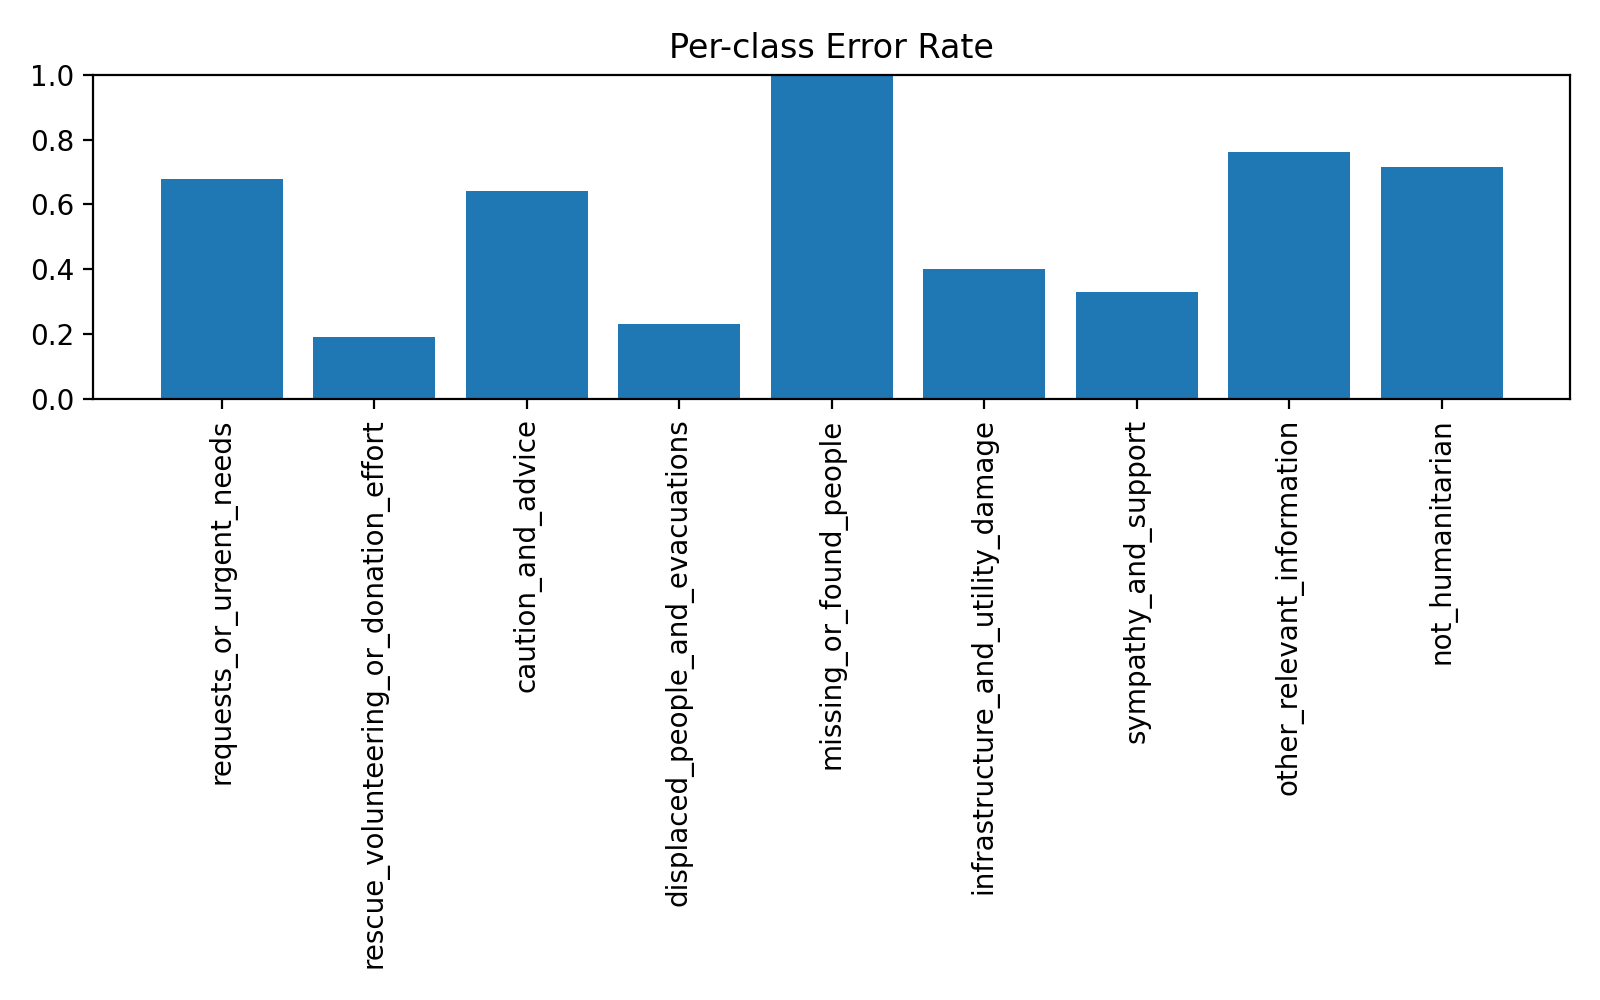 Per-class Error Rate
1.0
0.8
0.6
0.4
0.2
0.0
requests_or_urgent_needs
rescue_volunteering_or_donation_effort
caution_and_advice
displaced_people_and_evacuations
missing_or_found_people
infrastructure_and_utility_damage
sympathy_and_support
other_relevant_information
not_humanitarian